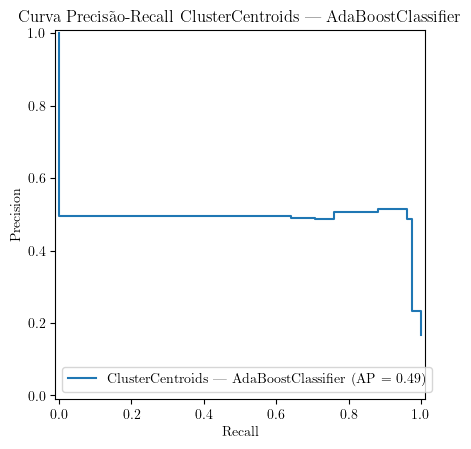 Curva Precisão-Recall ClusterCentroids — AdaBoostClassifier
1.0
0.8
0.6
0.4
0.2
0.0
Precision
ClusterCentroids — AdaBoostClassifier (AP = 0.49)
0.0 0.2 0.4 0.6 0.8 1.0
Recall